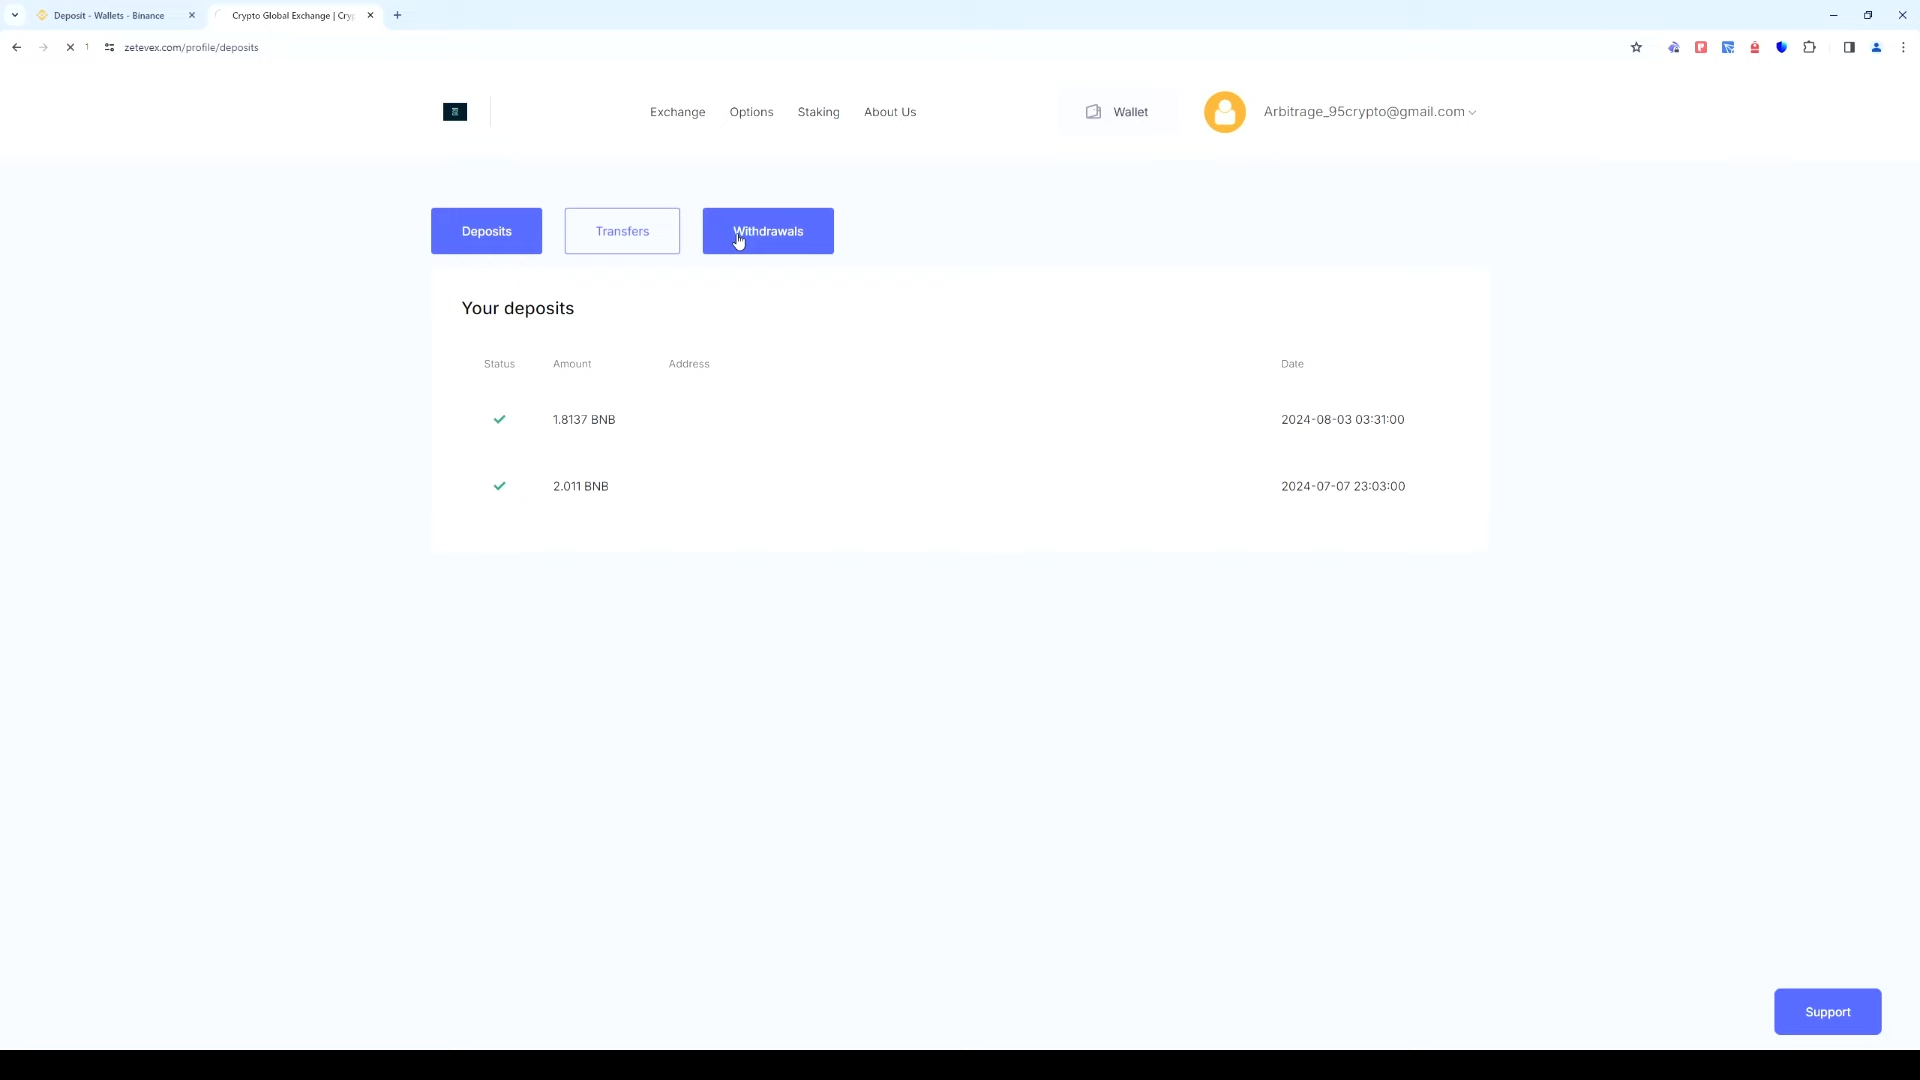 Deposit - Wallets - Binance
Crypto Global Exchange | Cryp
1
zetevex.com/profile/deposits
Exchange
Options
Staking
About Us
Wallet
Arbitrage_95crypto@gmail.com
Deposits
Transfers
Withdrawals
Your deposits
Status
Amount
Address
Date
1.8137 BNB
2024-08-03 03:31:00
2.011 BNB
2024-07-07 23:03:00
Support